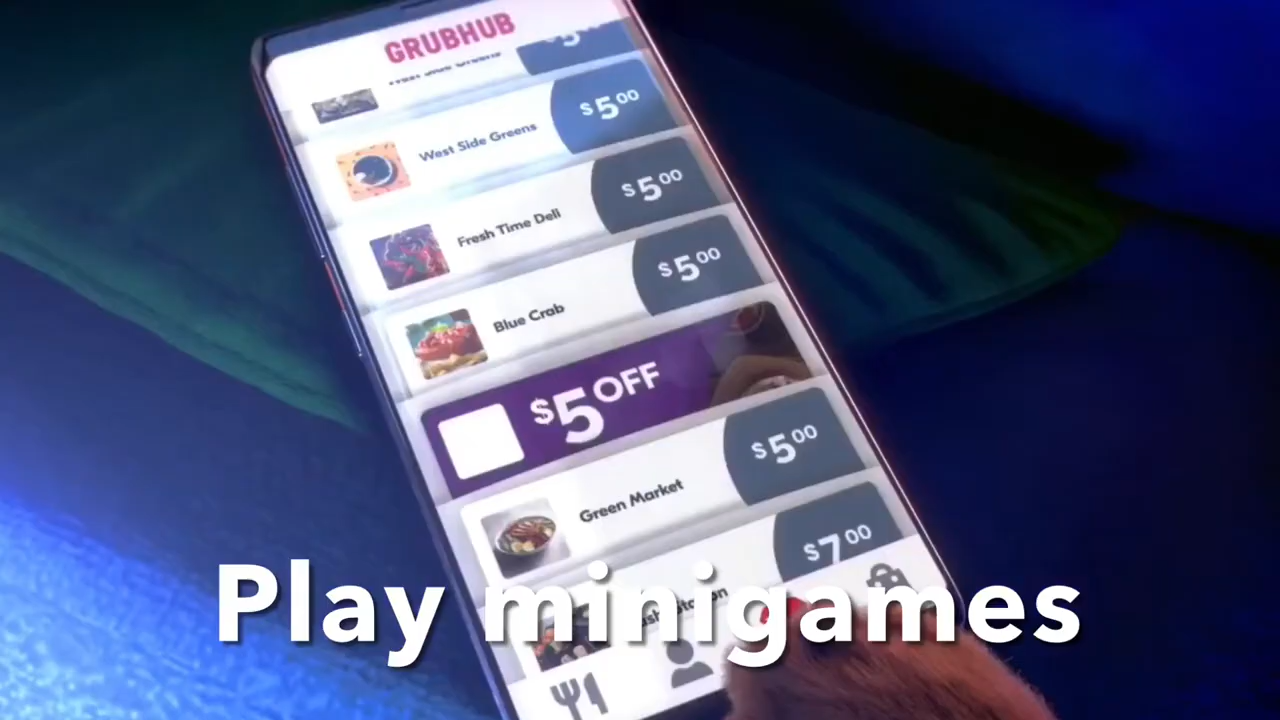 GRUBHUB
$5
West Side Greens
$5.00
Fresh Time Deli
$5.00
Blue Crab
$5.00
$5 OFF
Green Market
$5.00
$7.00
Play minigames